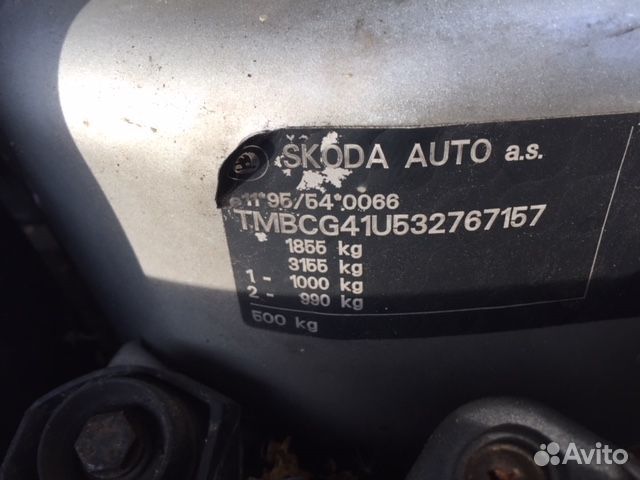 ŠKODA AUTO a.s.
e11*95/54*0066
TMBCG41U532767157
1855 kg
3155 kg
1 - 1000 kg
2 - 990 kg
500 kg
Avito